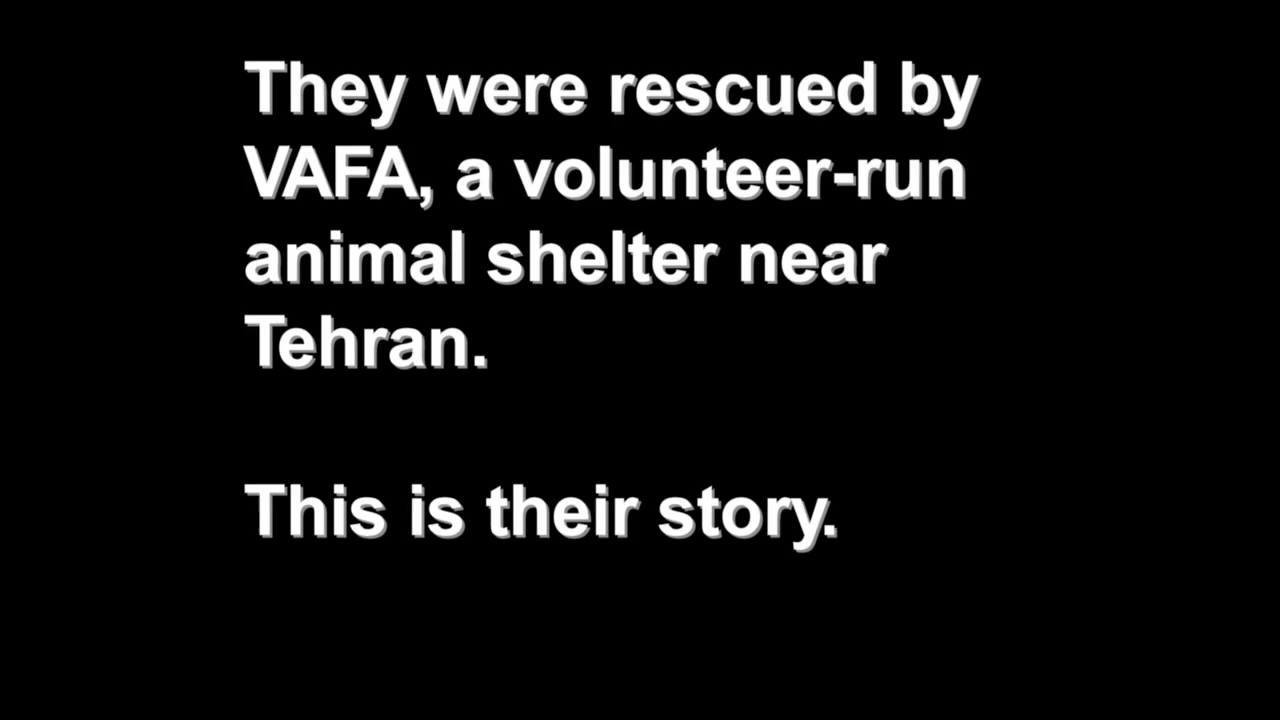 They were rescued by
VAFA, a volunteer-run
animal shelter near
Tehran.
This is their story.